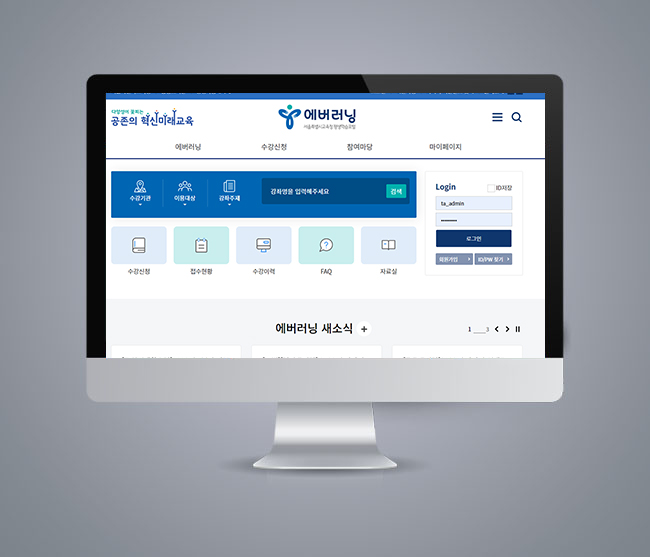 다양성이 꽃피는
공존의 혁신미래교육
에버러닝
서울특별시교육청 평생학습포털
에버러닝 수강신청 참여마당 마이페이지
수강기관 이용대상 강좌주제
강좌명을 입력해주세요 검색
Login ID저장
ta_admin
로그인
회원가입 ID/PW 찾기
수강신청 접수현황 수강이력 FAQ 자료실
에버러닝 새소식 +
1 3